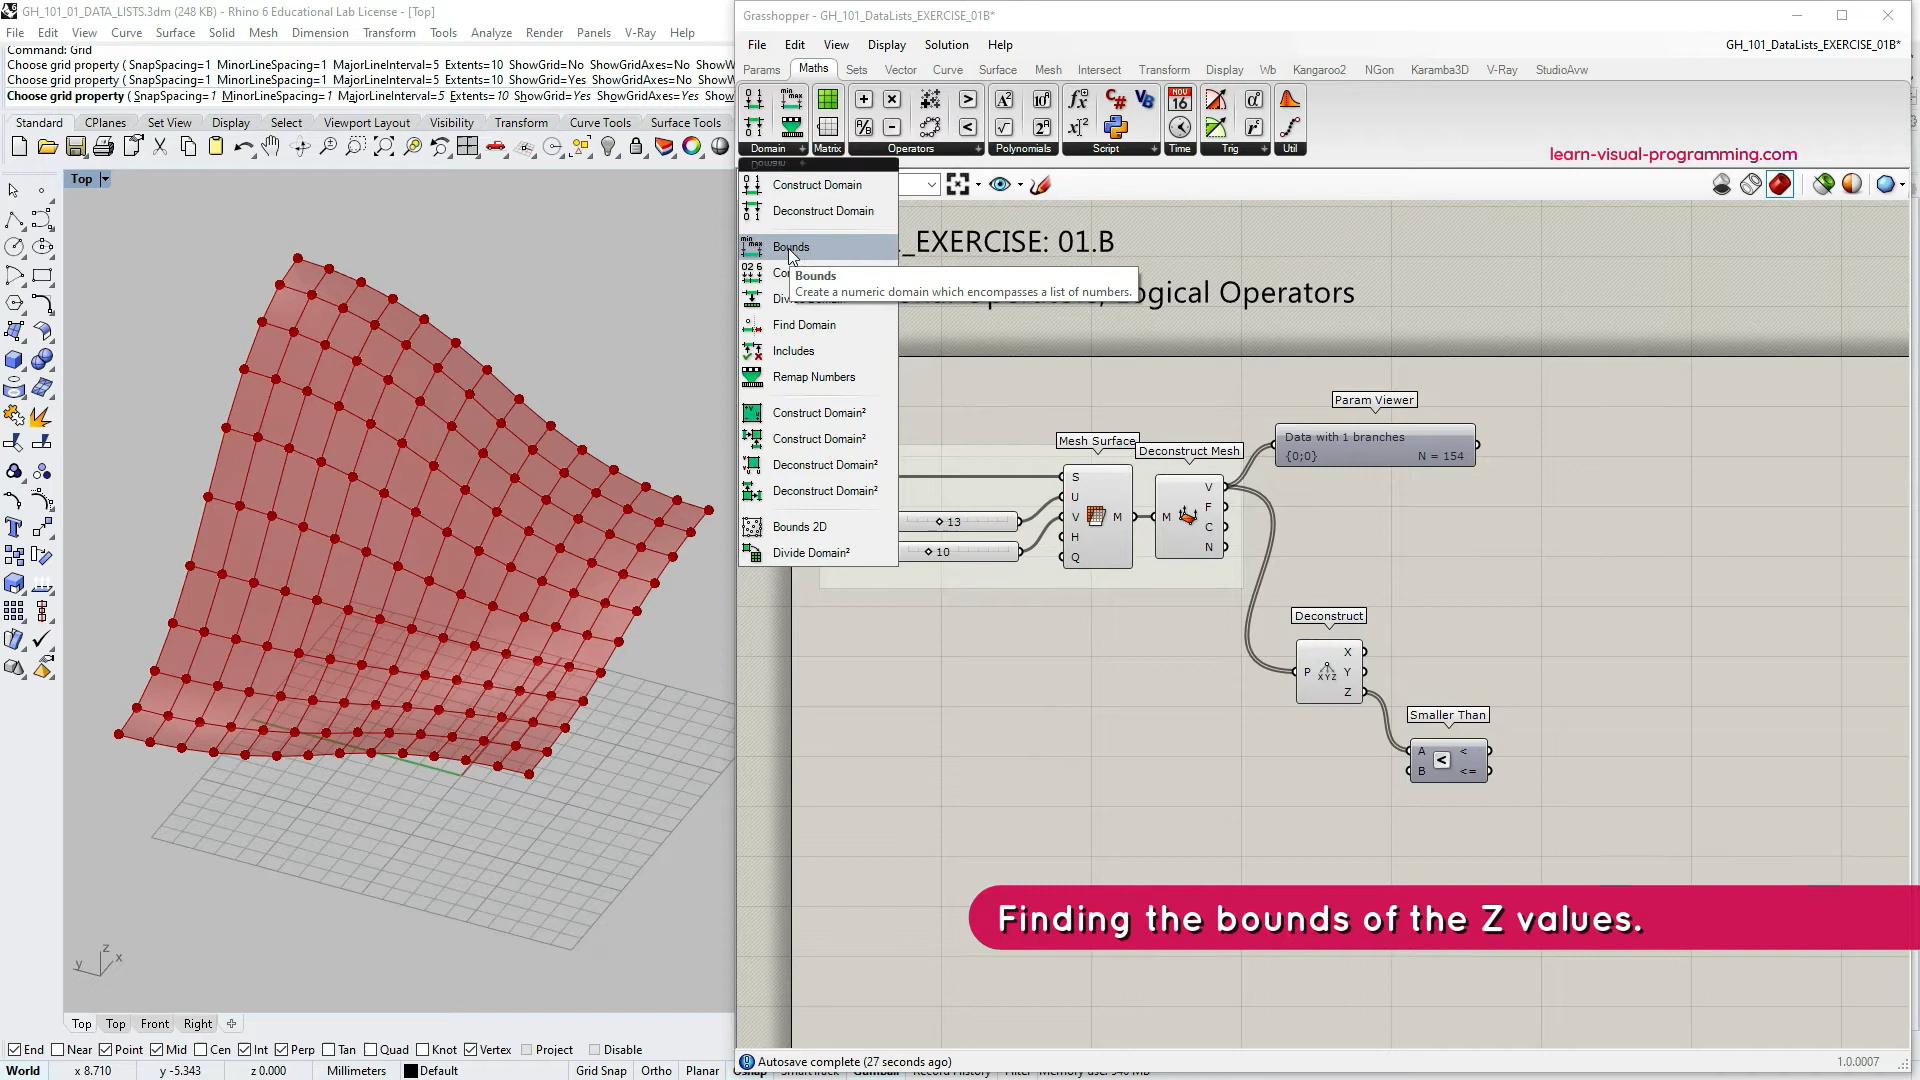 GH_101_01_DATA_LISTS.3dm (248 KB) - Rhino 6 Educational Lab License - [Top]
File Edit View Curve Surface Solid Mesh Dimension Transform Tools Analyze Render Panels V-Ray Help
Command: Grid
Choose grid property ( SnapSpacing=1 MinorLineSpacing=1 MajorLineInterval=5 Extents=10 ShowGrid=No ShowGridAxes=No ShowW
Choose grid property ( SnapSpacing=1 MinorLineSpacing=1 MajorLineInterval=5 Extents=10 ShowGrid=Yes ShowGridAxes=No ShowW
Choose grid property ( SnapSpacing=1 MinorLineSpacing=1 MajorLineInterval=5 Extents=10 ShowGrid=Yes ShowGridAxes=Yes Show
Standard CPlanes Set View Display Select Viewport Layout Visibility Transform Curve Tools Surface Tools
Top
z
y x
Top Top Front Right
End Near Point Mid Cen Int Perp Tan Quad Knot Vertex Project Disable
World x 8.710 y -5.343 z 0.000 Millimeters Default Grid Snap Ortho Planar
Grasshopper - GH_101_DataLists_EXERCISE_01B*
File Edit View Display Solution Help
GH_101_DataLists_EXERCISE_01B*
Params Maths Sets Vector Curve Surface Mesh Intersect Transform Display Wb Kangaroo2 NGon Karamba3D V-Ray StudioAvw
Domain Matrix Operators Polynomials Script Time Trig Util
learn-visual-programming.com
Construct Domain
Deconstruct Domain
Bounds
Bounds
Create a numeric domain which encompasses a list of numbers.
Find Domain
Includes
Remap Numbers
Construct Domain²
Construct Domain²
Deconstruct Domain²
Deconstruct Domain²
Bounds 2D
Divide Domain²
_EXERCISE: 01.B
ogical Operators
Param Viewer
Data with 1 branches
{0;0} N = 154
Mesh Surface
S
U
V M
H
Q
13
10
Deconstruct Mesh
V
F
M
C
N
Deconstruct
X
P Y
Z
Smaller Than
A <
B <=
Finding the bounds of the Z values.
Autosave complete (27 seconds ago)
1.0.0007